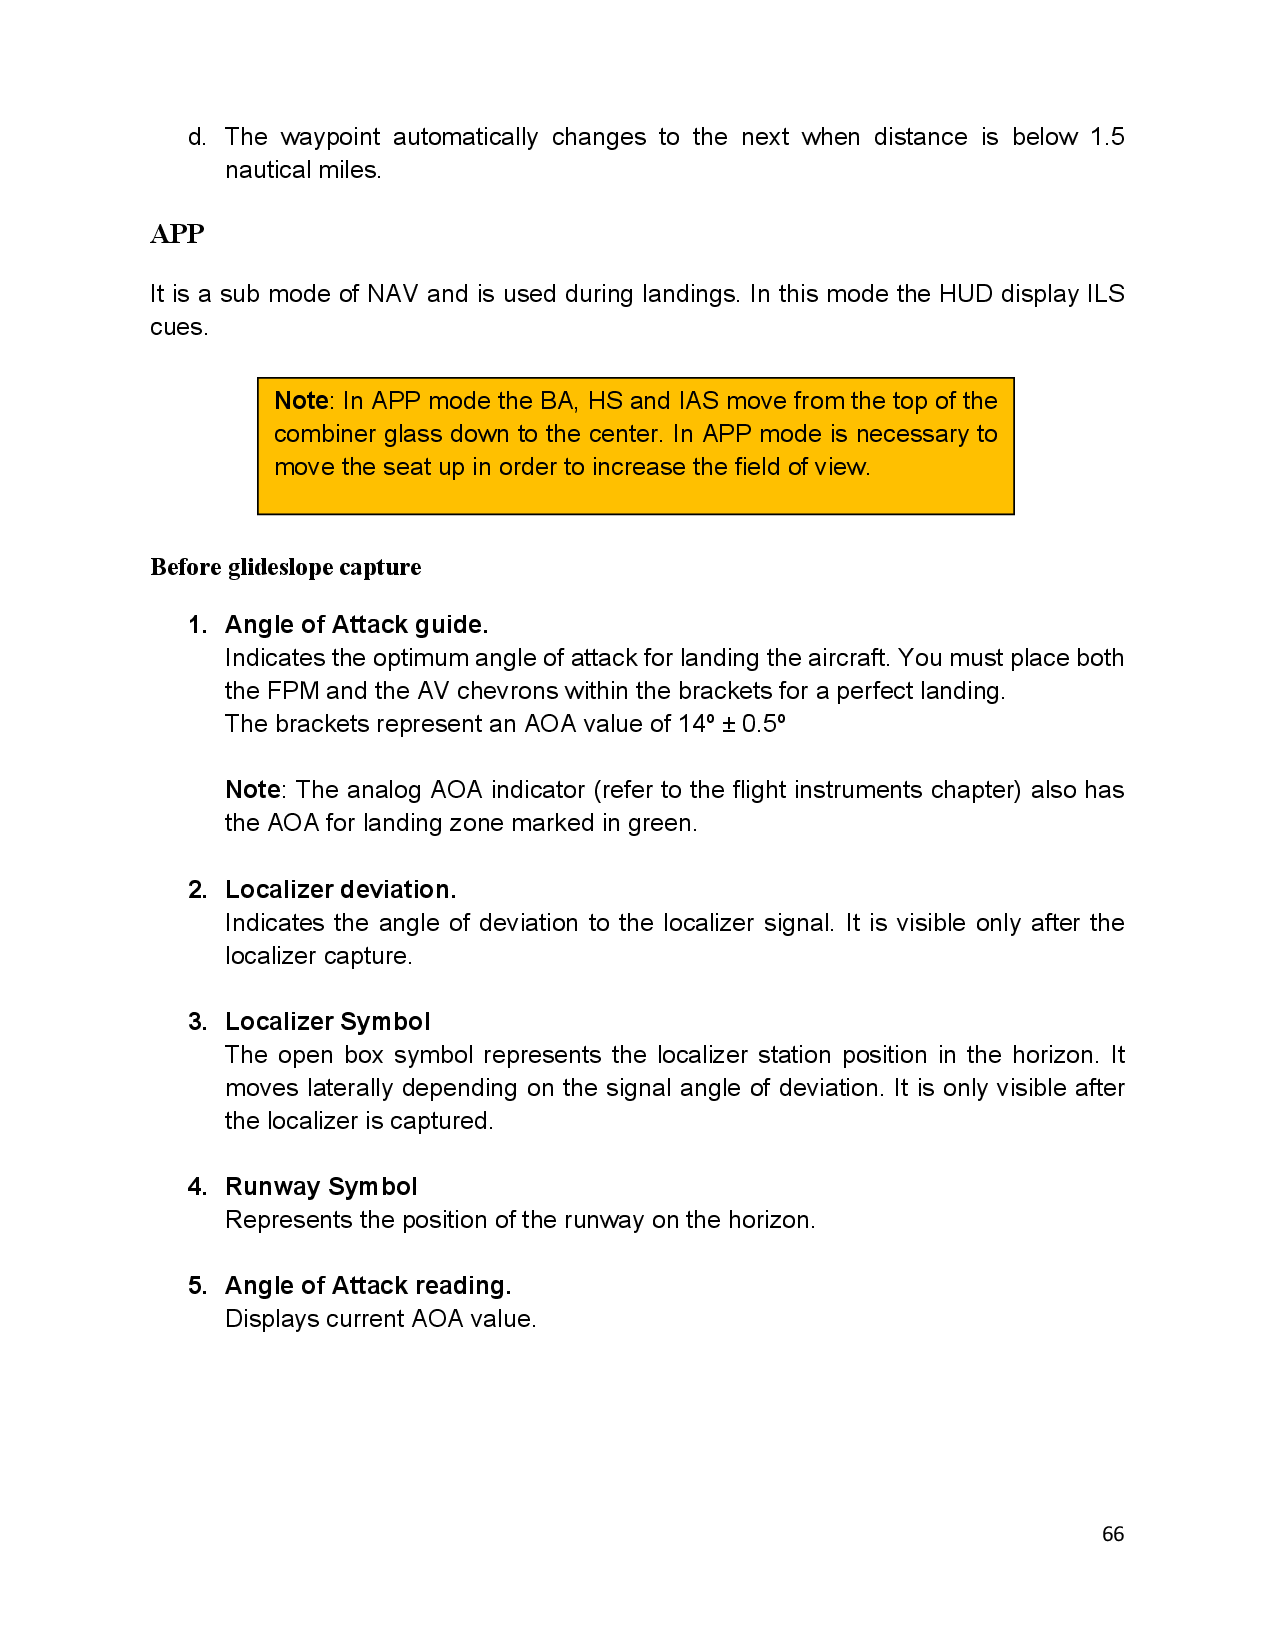 d. The waypoint automatically changes to the next when distance is below 1.5
nautical miles.
APP
It is a sub mode of NAV and is used during landings. In this mode the HUD display ILS
cues.
Note: In APP mode the BA, HS and IAS move from the top of the
combiner glass down to the center. In APP mode is necessary to
move the seat up in order to increase the field of view.
Before glideslope capture
1. Angle of Attack guide.
Indicates the optimum angle of attack for landing the aircraft. You must place both
the FPM and the AV chevrons within the brackets for a perfect landing.
The brackets represent an AOA value of 14º ± 0.5º
Note: The analog AOA indicator (refer to the flight instruments chapter) also has
the AOA for landing zone marked in green.
2. Localizer deviation.
Indicates the angle of deviation to the localizer signal. It is visible only after the
localizer capture.
3. Localizer Symbol
The open box symbol represents the localizer station position in the horizon. It
moves laterally depending on the signal angle of deviation. It is only visible after
the localizer is captured.
4. Runway Symbol
Represents the position of the runway on the horizon.
5. Angle of Attack reading.
Displays current AOA value.
66